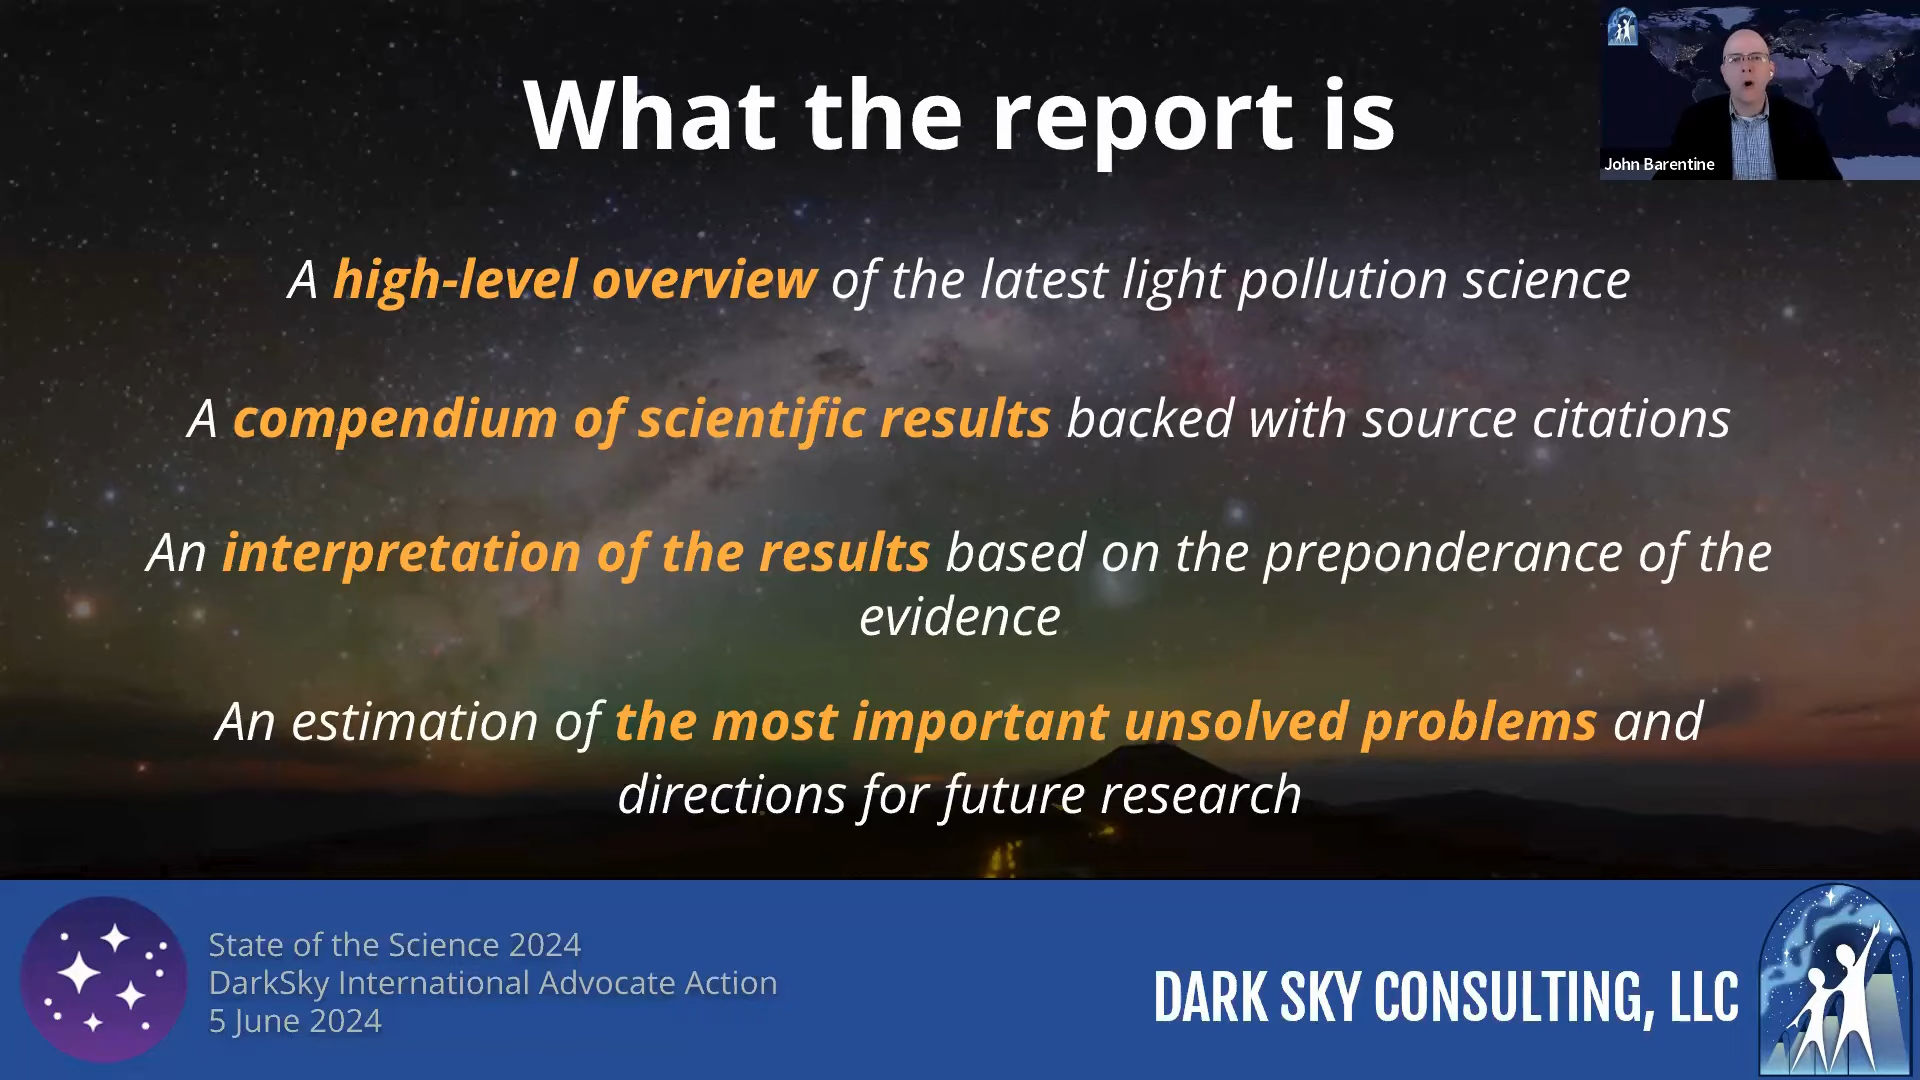 What the report is
John Barentine
A high-level overview of the latest light pollution science
A compendium of scientific results backed with source citations
An interpretation of the results based on the preponderance of the
evidence
An estimation of the most important unsolved problems and
directions for future research
State of the Science 2024
DarkSky International Advocate Action
5 June 2024
DARK SKY CONSULTING, LLC